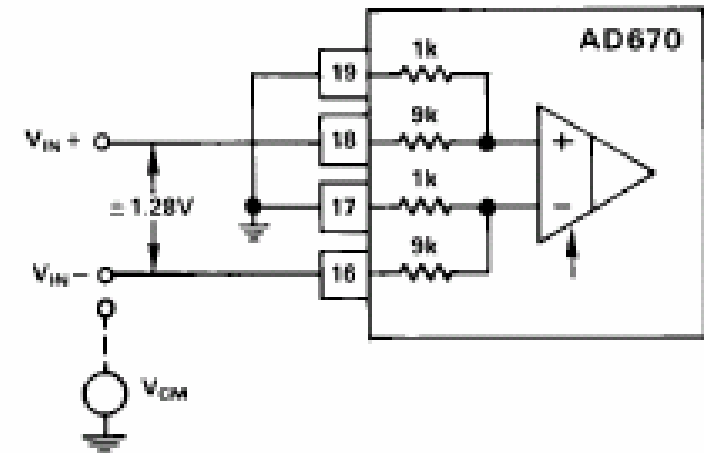 AD670
19
1k
VIN+
18
9k
± 1.28V
17
1k
VIN−
16
9k
+
−
VCM